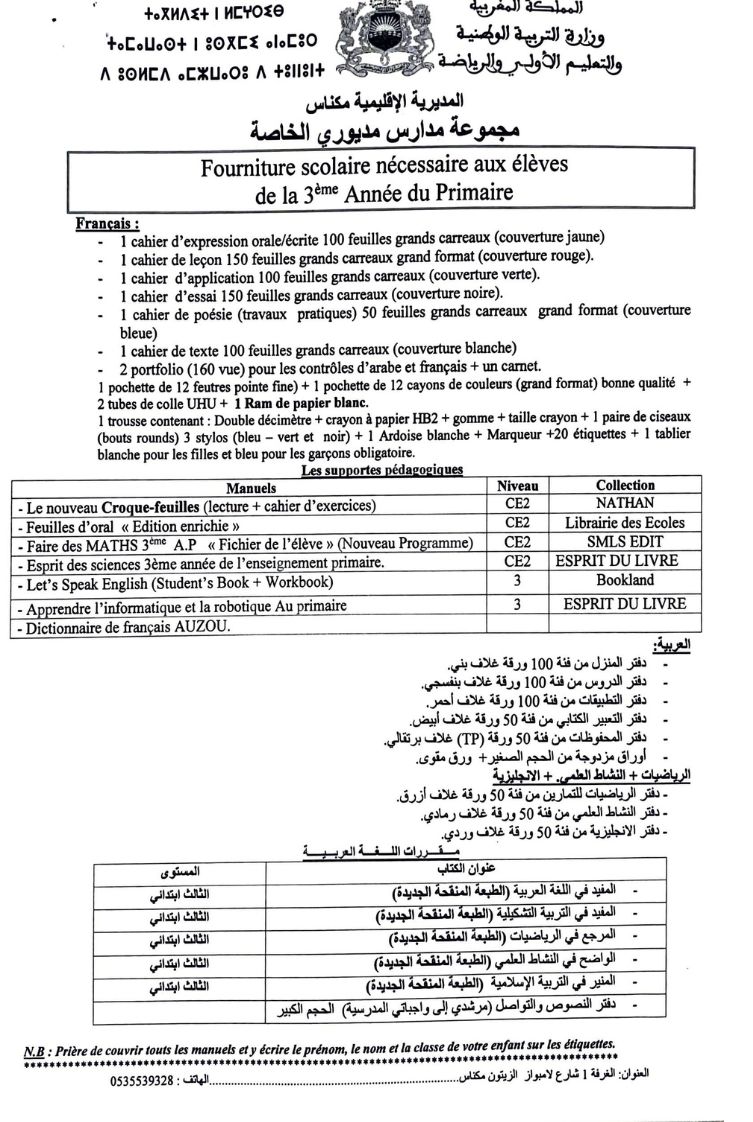 ⵜⴰⴳⵍⴷⵉⵜ ⵏ ⵍⵎⵖⵔⵉⴱ
ⵜⴰⵎⴰⵡⴰⵙⵜ ⵏ ⵓⵙⴳⵎⵉ ⴰⵏⴰⵎⵓⵔ
ⴷ ⵓⵙⵍⵎⴷ ⴰⵎⵣⵡⴰⵔⵓ ⴷ ⵜⵓⵏⵏⵓⵏⵜ
المملكة المغربية
وزارة التربية الوطنية
والتعليم الأولي والرياضة
المديرية الإقليمية مكناس
مجموعة مدارس مديوري الخاصة
Fourniture scolaire nécessaire aux élèves
de la 3ème Année du Primaire
Français :
- 1 cahier d'expression orale/écrite 100 feuilles grands carreaux (couverture jaune)
- 1 cahier de leçon 150 feuilles grands carreaux grand format (couverture rouge).
- 1 cahier d'application 100 feuilles grands carreaux (couverture verte).
- 1 cahier d'essai 150 feuilles grands carreaux (couverture noire).
- 1 cahier de poésie (travaux pratiques) 50 feuilles grands carreaux grand format (couverture
bleue)
- 1 cahier de texte 100 feuilles grands carreaux (couverture blanche)
- 2 portfolio (160 vue) pour les contrôles d'arabe et français + un carnet.
1 pochette de 12 feutres pointe fine) + 1 pochette de 12 cayons de couleurs (grand format) bonne qualité +
2 tubes de colle UHU + 1 Ram de papier blanc.
1 trousse contenant : Double décimètre + crayon à papier HB2 + gomme + taille crayon + 1 paire de ciseaux
(bouts rounds) 3 stylos (bleu – vert et noir) + 1 Ardoise blanche + Marqueur +20 étiquettes + 1 tablier
blanche pour les filles et bleu pour les garçons obligatoire.
Les supportes pédagogiques
Manuels Niveau Collection
- Le nouveau Croque-feuilles (lecture + cahier d'exercices) CE2 NATHAN
- Feuilles d'oral « Edition enrichie » CE2 Librairie des Ecoles
- Faire des MATHS 3ème A.P « Fichier de l'élève » (Nouveau Programme) CE2 SMLS EDIT
- Esprit des sciences 3ème année de l'enseignement primaire. CE2 ESPRIT DU LIVRE
- Let's Speak English (Student's Book + Workbook) 3 Bookland
- Apprendre l'informatique et la robotique Au primaire 3 ESPRIT DU LIVRE
- Dictionnaire de français AUZOU.
العربية:
- دفتر المنزل من فئة 100 ورقة غلاف بني.
- دفتر الدروس من فئة 100 ورقة غلاف بنفسجي.
- دفتر التطبيقات من فئة 100 ورقة غلاف أحمر.
- دفتر التعبير الكتابي من فئة 50 ورقة غلاف أبيض.
- دفتر المحفوظات من فئة 50 ورقة (TP) غلاف برتقالي.
- أوراق مزدوجة من الحجم الصغير+ ورق مقوى.
الرياضيات + النشاط العلمي. + الانجليزية
- دفتر الرياضيات للتمارين من فئة 50 ورقة غلاف أزرق.
- دفتر النشاط العلمي من فئة 50 ورقة غلاف رمادي.
- دفتر الانجليزية من فئة 50 ورقة غلاف وردي.
مـقـررات اللـغـة العربـيـة
عنوان الكتاب المستوى
- المفيد في اللغة العربية (الطبعة المنقحة الجديدة) الثالث ابتدائي
- المفيد في التربية التشكيلية (الطبعة المنقحة الجديدة) الثالث ابتدائي
- المرجع في الرياضيات (الطبعة المنقحة الجديدة) الثالث ابتدائي
- الواضح في النشاط العلمي (الطبعة المنقحة الجديدة) الثالث ابتدائي
- المنير في التربية الإسلامية (الطبعة المنقحة الجديدة) الثالث ابتدائي
- دفتر النصوص والتواصل (مرشدي إلى واجباتي المدرسية) الحجم الكبير
N.B : Prière de couvrir touts les manuels et y écrire le prénom, le nom et la classe de votre enfant sur les étiquettes.
العنوان: الغرفة 1 شارع لامبواز الزيتون مكناس.......الهاتف : 0535539328